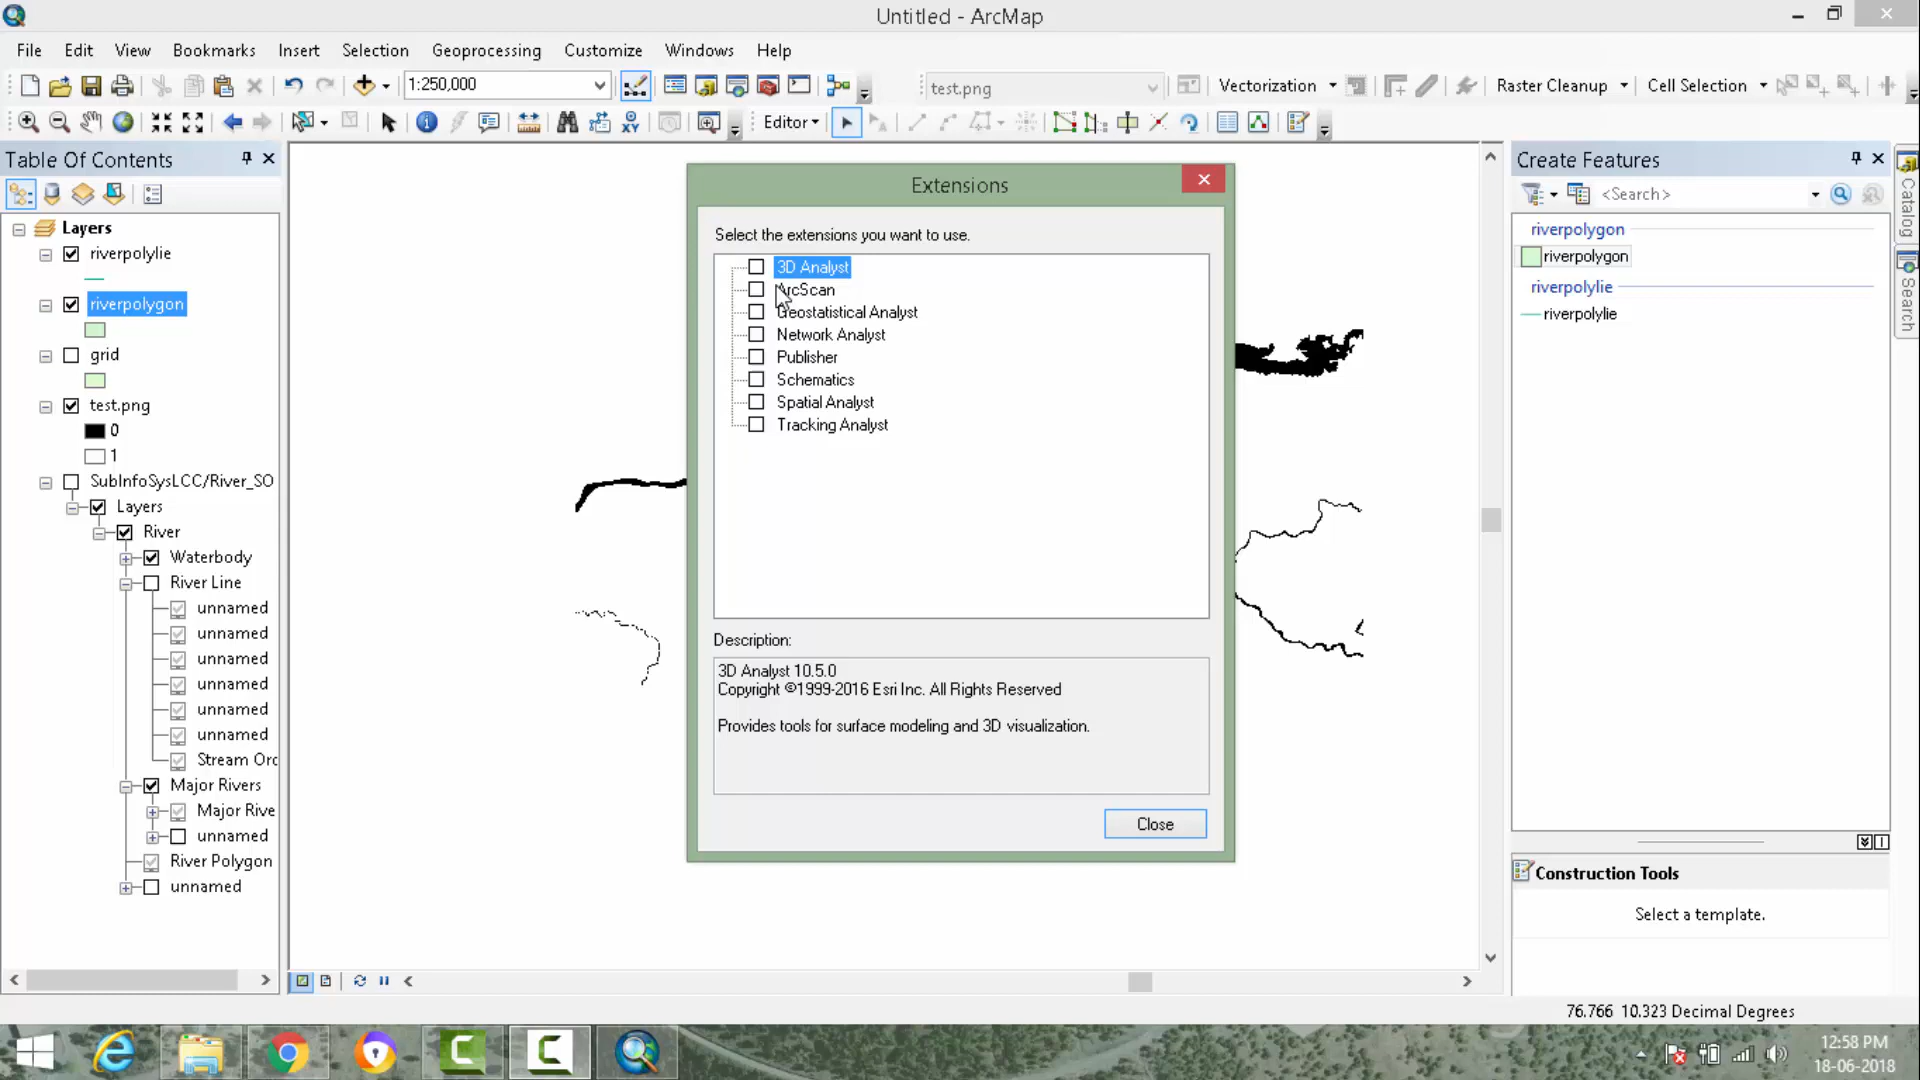 Untitled - ArcMap
File Edit View Bookmarks Insert Selection Geoprocessing Customize Windows Help
1:250,000 test.png Vectorization Raster Cleanup Cell Selection
Editor
Table Of Contents
Layers
riverpolylie
riverpolygon
grid
test.png
0
1
SubInfoSysLCC/River_SO
Layers
River
Waterbody
River Line
unnamed
unnamed
unnamed
unnamed
unnamed
unnamed
Stream Orc
Major Rivers
Major Rive
unnamed
River Polygon
unnamed
Extensions
Select the extensions you want to use.
3D Analyst
ArcScan
Geostatistical Analyst
Network Analyst
Publisher
Schematics
Spatial Analyst
Tracking Analyst
Description:
3D Analyst 10.5.0
Copyright ©1999-2016 Esri Inc. All Rights Reserved
Provides tools for surface modeling and 3D visualization.
Close
Create Features
<Search>
riverpolygon
riverpolygon
riverpolylie
riverpolylie
Construction Tools
Select a template.
Catalog
Search
76.766 10.323 Decimal Degrees
12:58 PM
18-06-2018